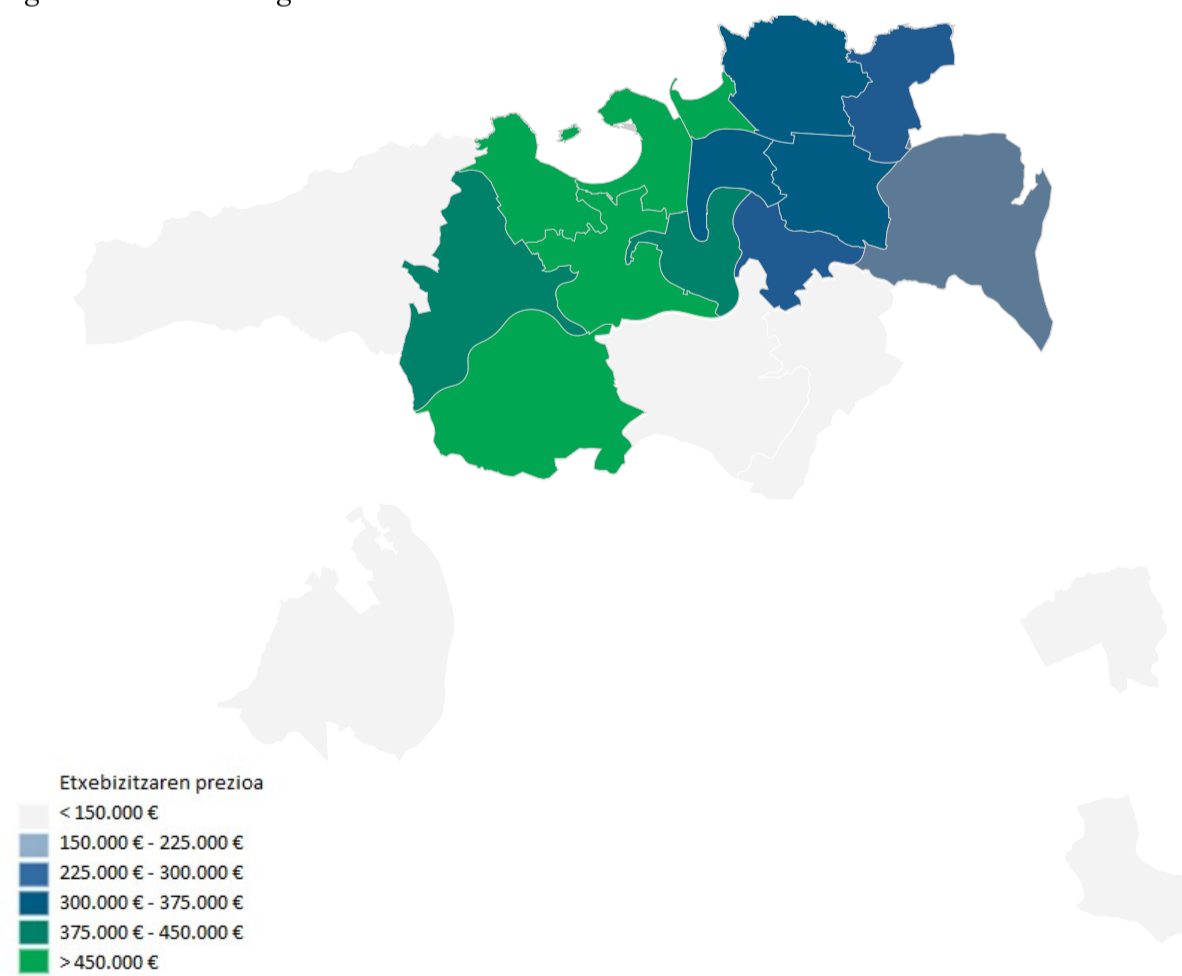 Etxebizitzaren prezioa
< 150.000 €
150.000 € - 225.000 €
225.000 € - 300.000 €
300.000 € - 375.000 €
375.000 € - 450.000 €
> 450.000 €